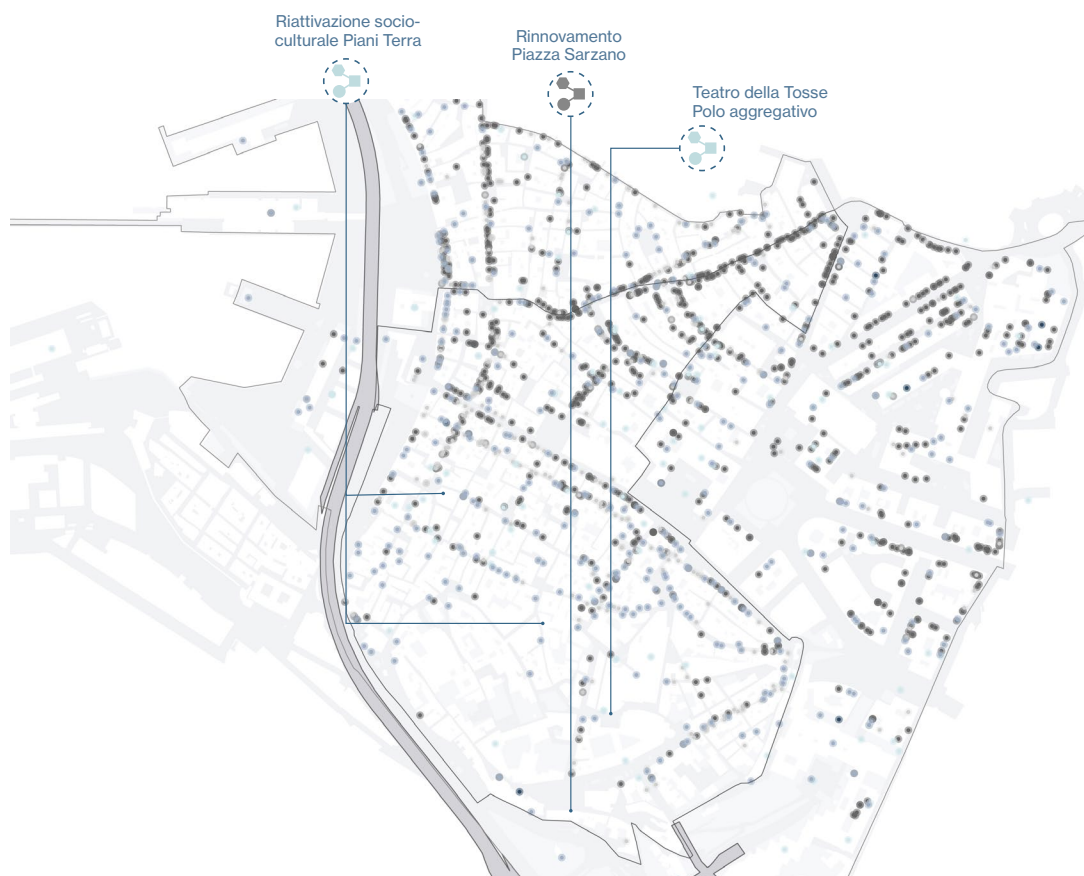 Riattivazione socio-
culturale Piani Terra
Rinnovamento
Piazza Sarzano
Teatro della Tosse
Polo aggregativo